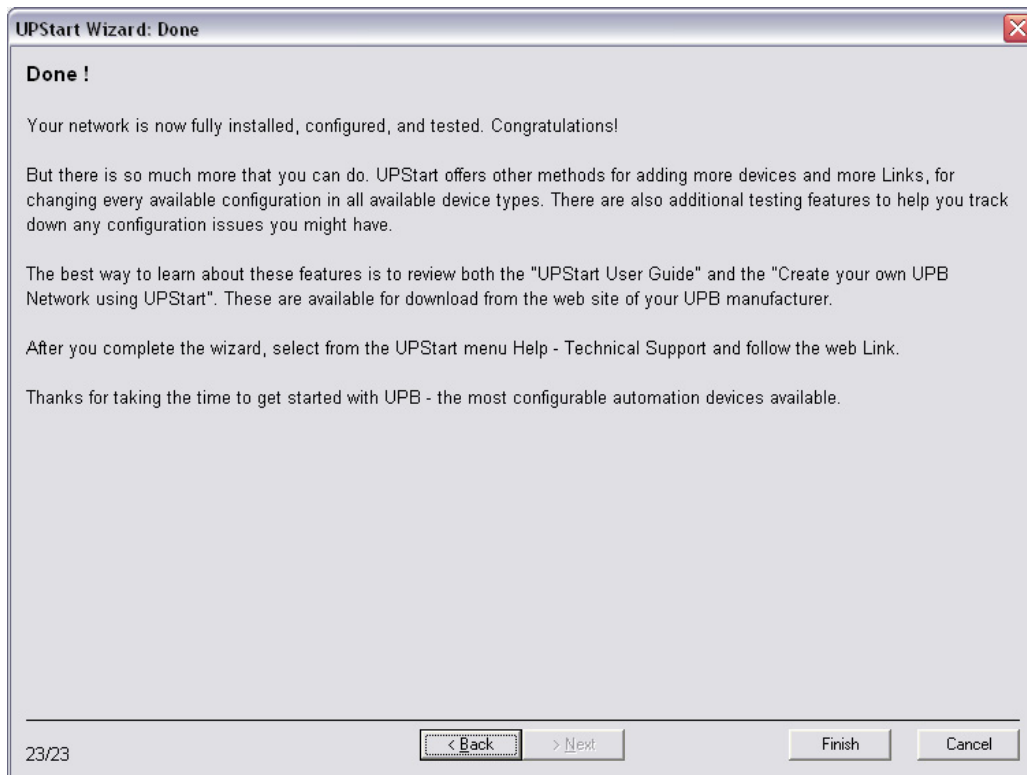 UPStart Wizard: Done
Done !
Your network is now fully installed, configured, and tested. Congratulations!
But there is so much more that you can do. UPStart offers other methods for adding more devices and more Links, for
changing every available configuration in all available device types. There are also additional testing features to help you track
down any configuration issues you might have.
The best way to learn about these features is to review both the "UPStart User Guide" and the "Create your own UPB
Network using UPStart". These are available for download from the web site of your UPB manufacturer.
After you complete the wizard, select from the UPStart menu Help - Technical Support and follow the web Link.
Thanks for taking the time to get started with UPB - the most configurable automation devices available.
23/23 < Back > Next Finish Cancel